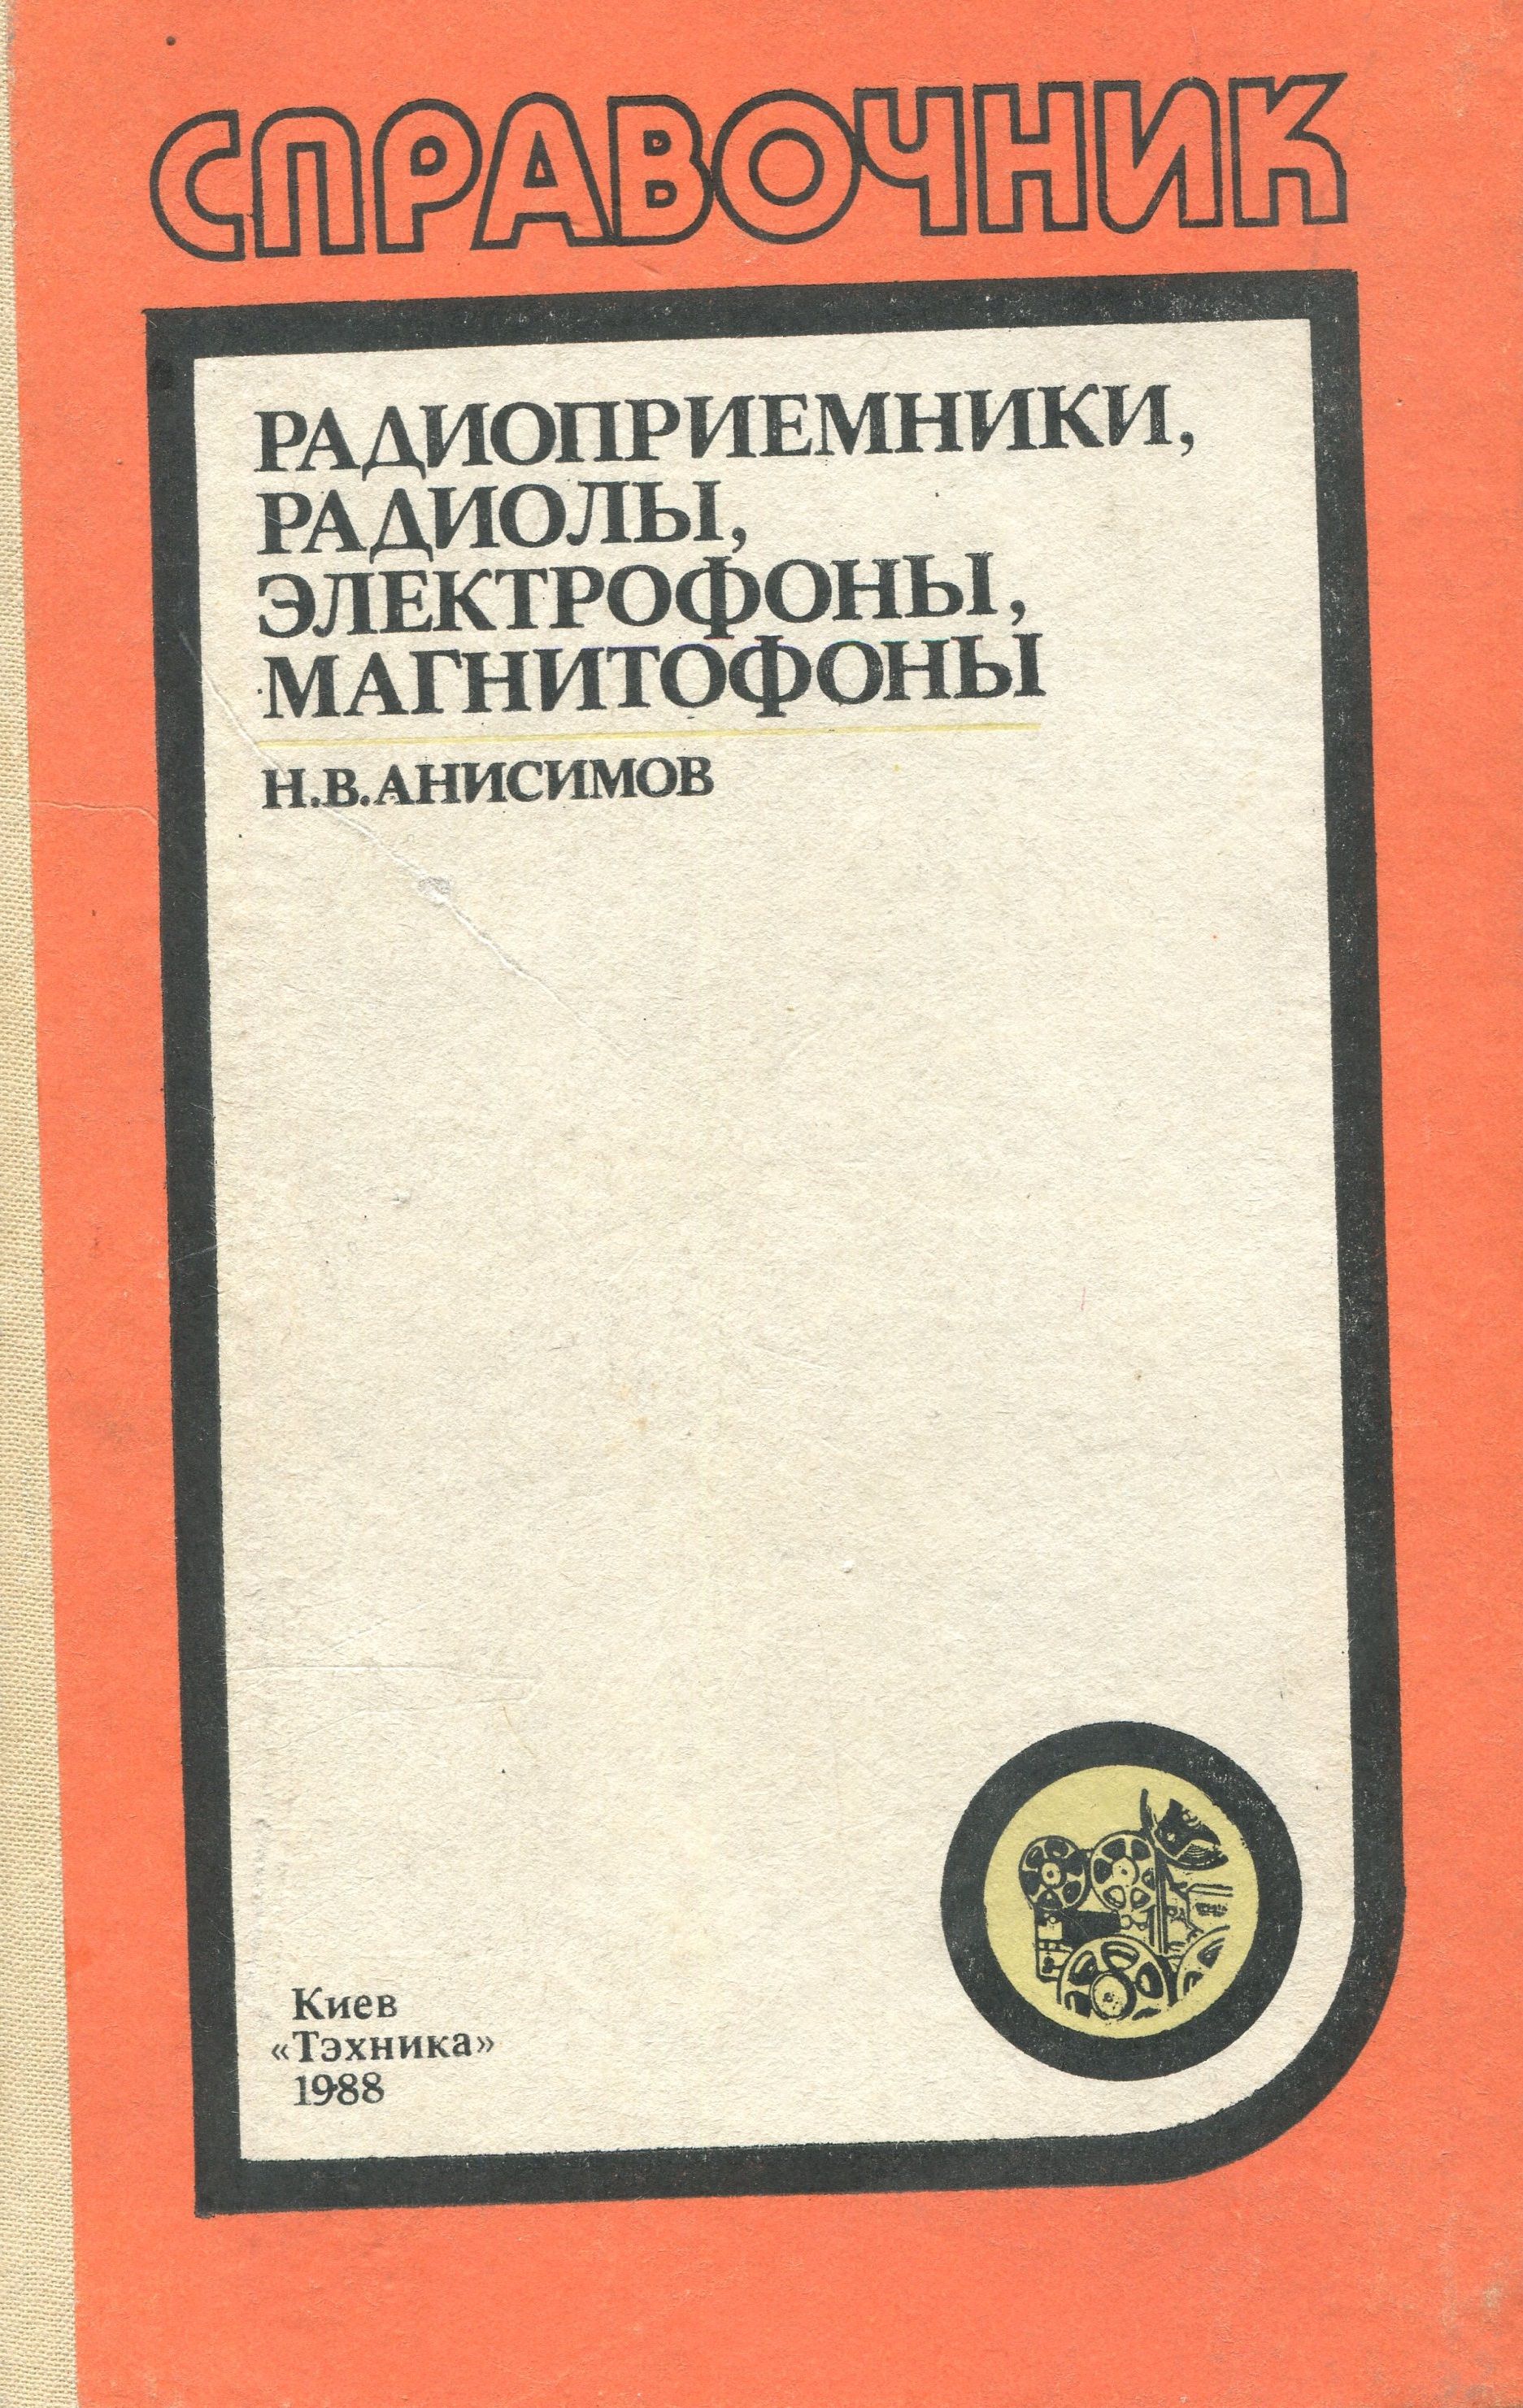 СПРАВОЧНИК
РАДИОПРИЕМНИКИ,
РАДИОЛЫ,
ЭЛЕКТРОФОНЫ,
МАГНИТОФОНЫ
Н.В.АНИСИМОВ
Киев
«Тэхника»
1988